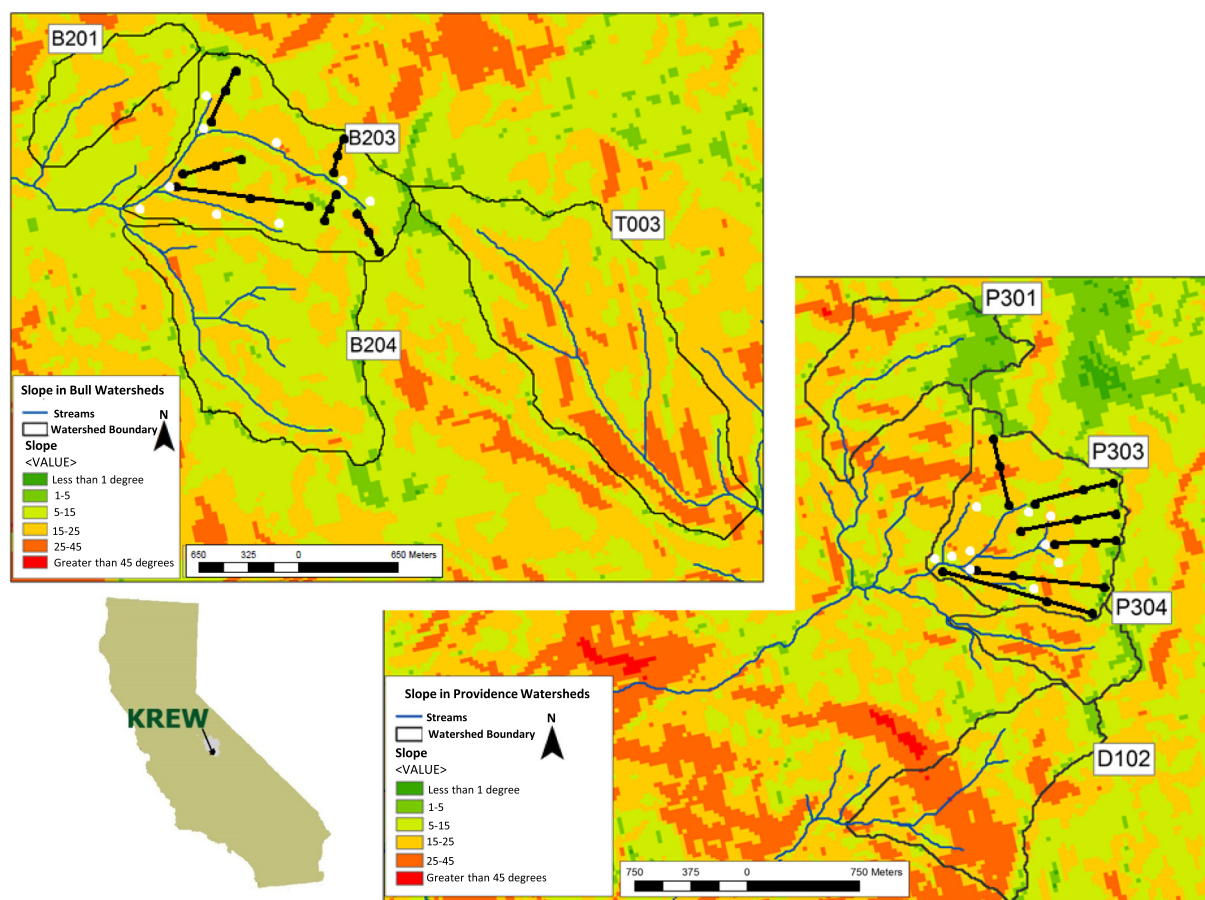 B201
B203
T003
B204
Slope in Bull Watersheds
Streams
Watershed Boundary
N
Slope
<VALUE>
Less than 1 degree
1-5
5-15
15-25
25-45
Greater than 45 degrees
650 325 0 650 Meters
P301
P303
P304
D102
KREW
Slope in Providence Watersheds
Streams
Watershed Boundary
N
Slope
<VALUE>
Less than 1 degree
1-5
5-15
15-25
25-45
Greater than 45 degrees
750 375 0 750 Meters